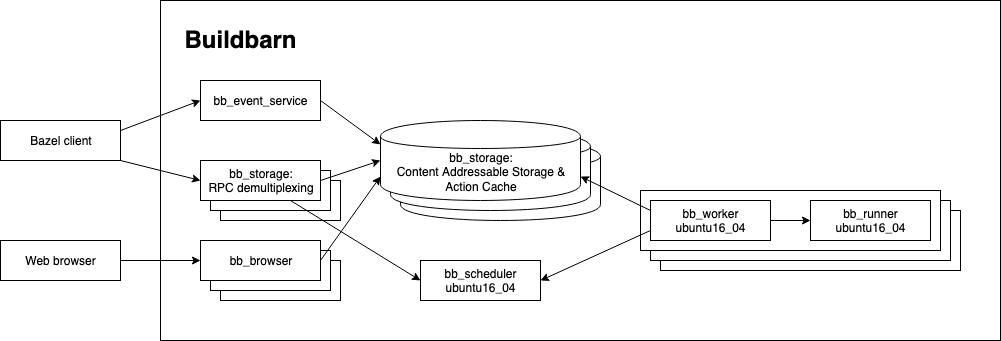 Buildbarn
bb_event_service
Bazel client
bb_storage:
RPC demultiplexing
bb_storage:
Content Addressable Storage &
Action Cache
bb_worker
ubuntu16_04
bb_runner
ubuntu16_04
Web browser
bb_browser
bb_scheduler
ubuntu16_04